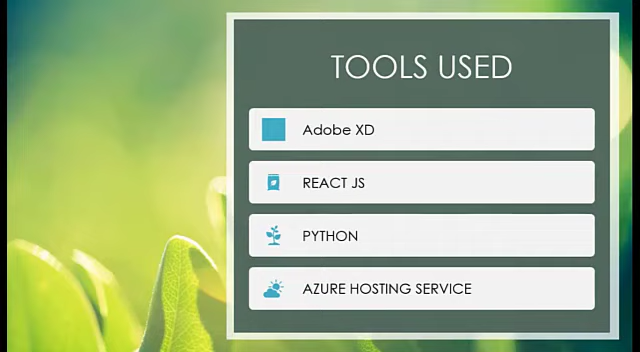 TOOLS USED
Adobe XD
REACT JS
PYTHON
AZURE HOSTING SERVICE